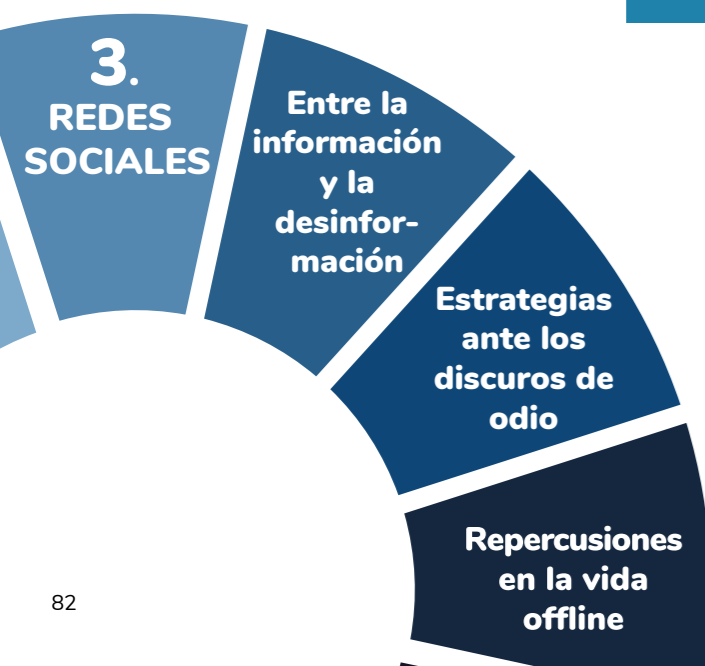 3.
REDES
SOCIALES
Entre la
información
y la
desinfor-
mación
Estrategias
ante los
discuros de
odio
Repercusiones
en la vida
offline
82